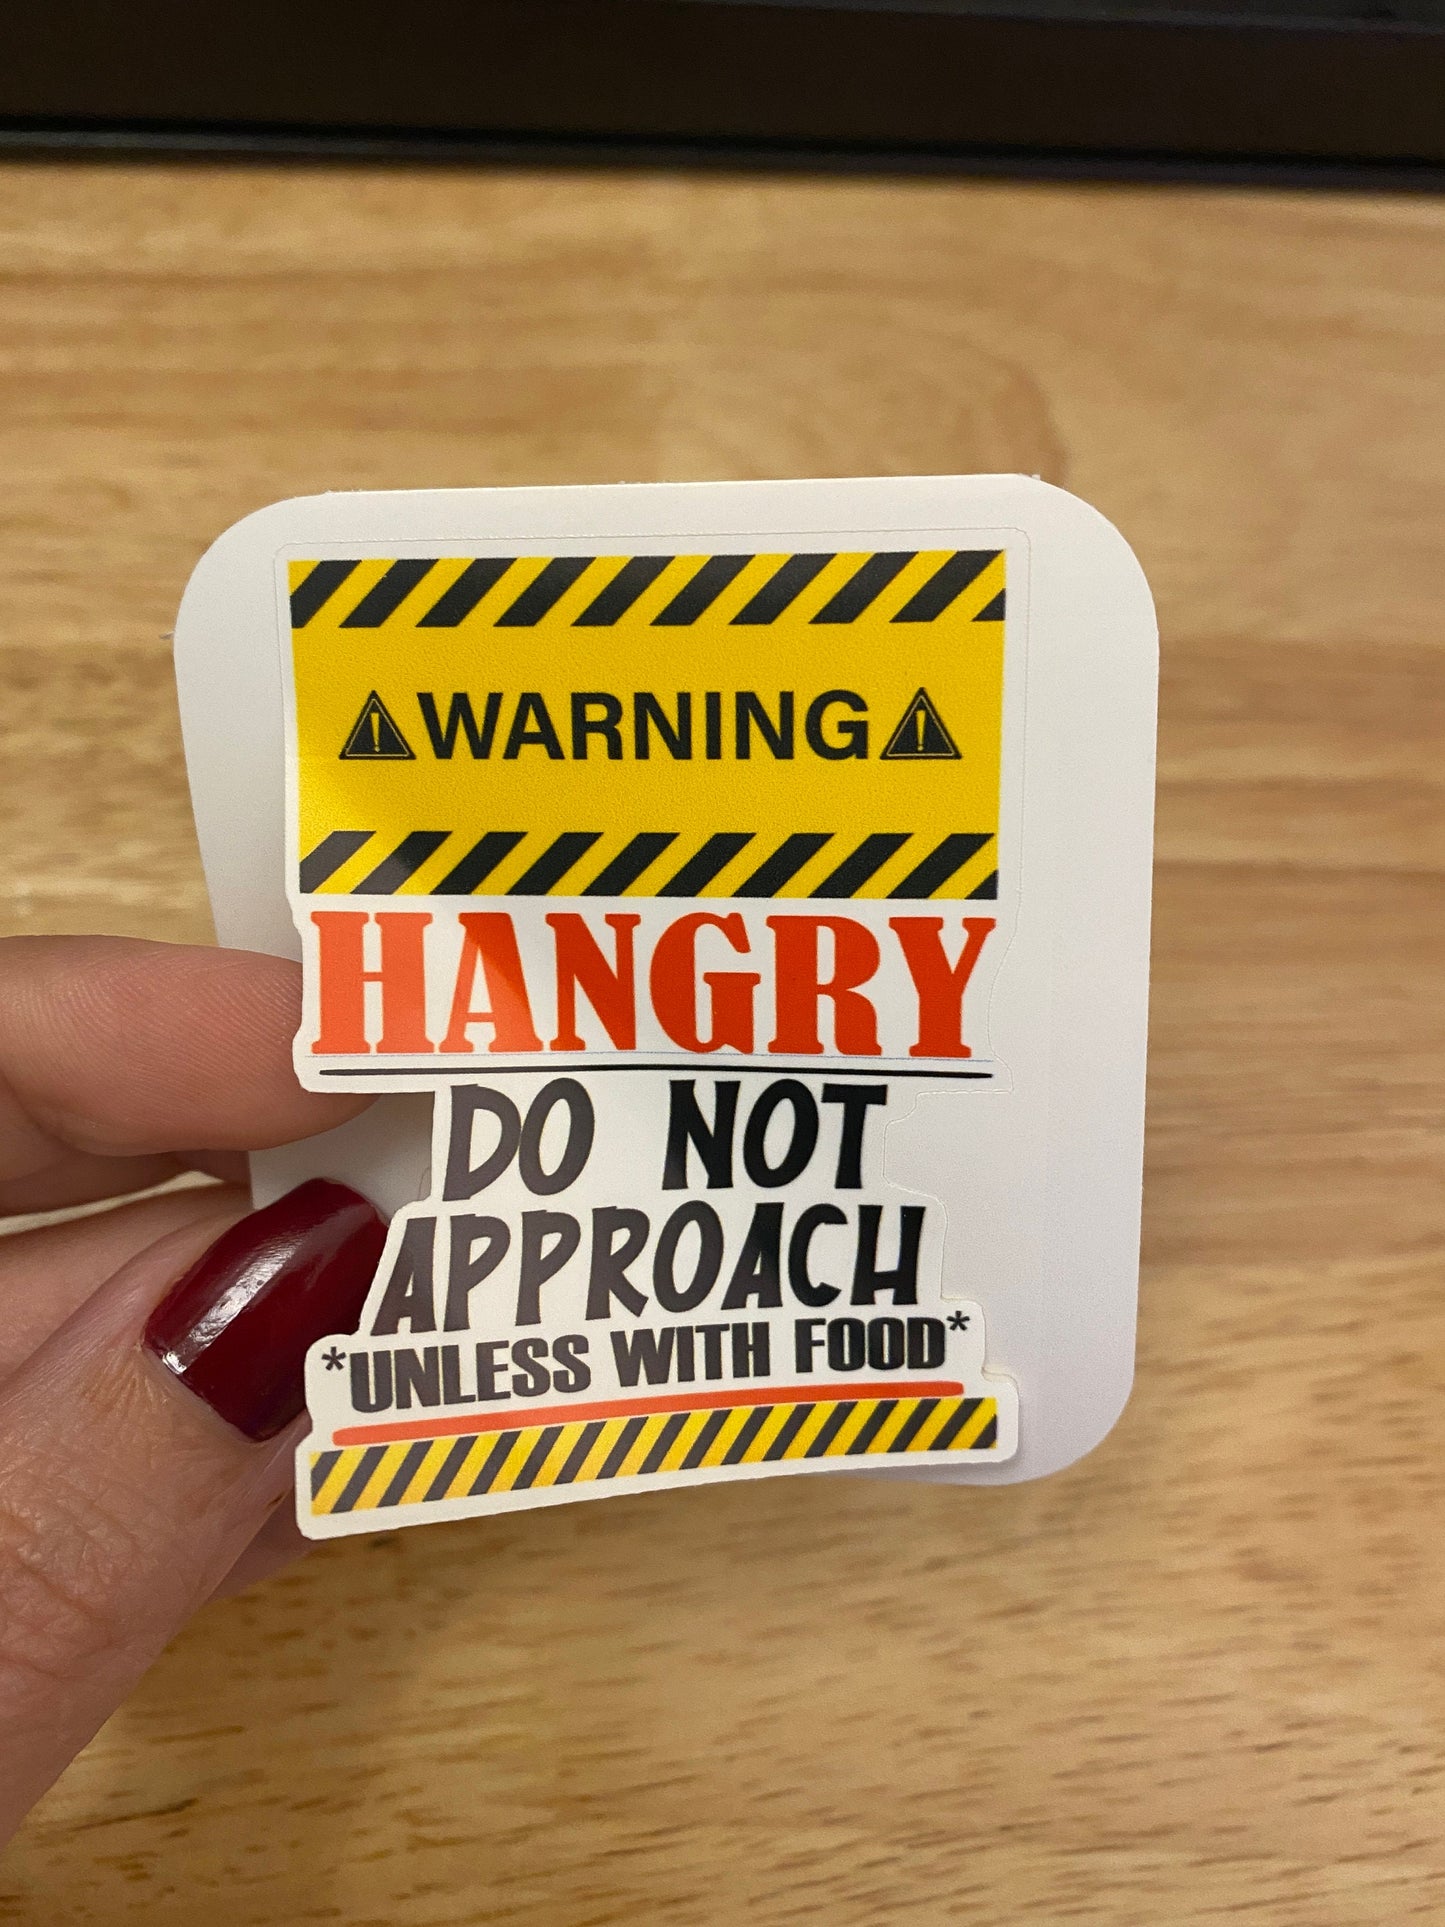 ⚠WARNING⚠
HANGRY
DO NOT
APPROACH
*UNLESS WITH FOOD*